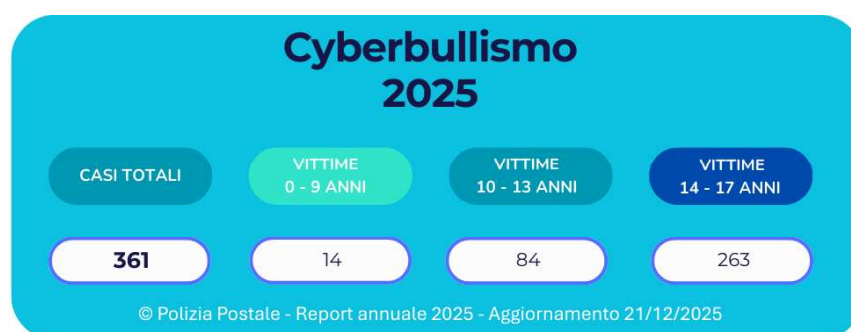 Cyberbullismo
2025
CASI TOTALI
VITTIME
0 - 9 ANNI
VITTIME
10 - 13 ANNI
VITTIME
14 - 17 ANNI
361
14
84
263
© Polizia Postale - Report annuale 2025 - Aggiornamento 21/12/2025